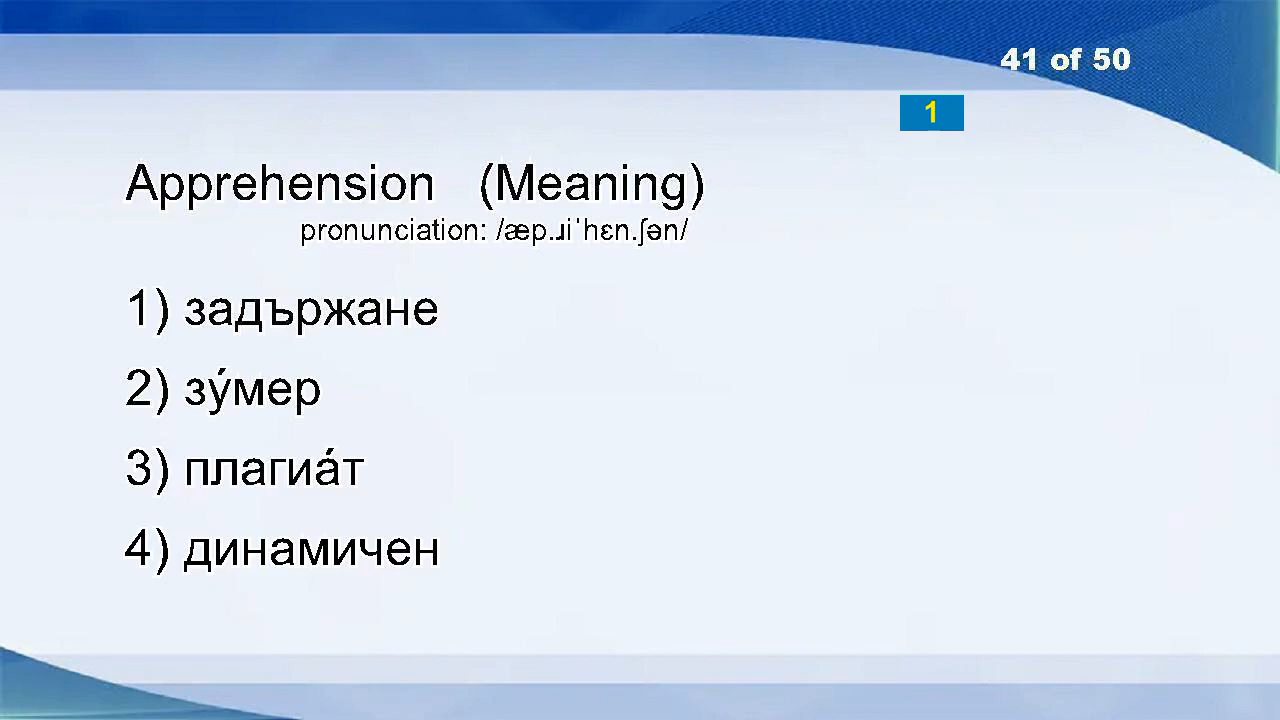 41 of 50
1
Apprehension (Meaning)
pronunciation: /æp.ɹiˈhɛn.ʃən/
1) задържане
2) зу́мер
3) плагиа́т
4) динамичен